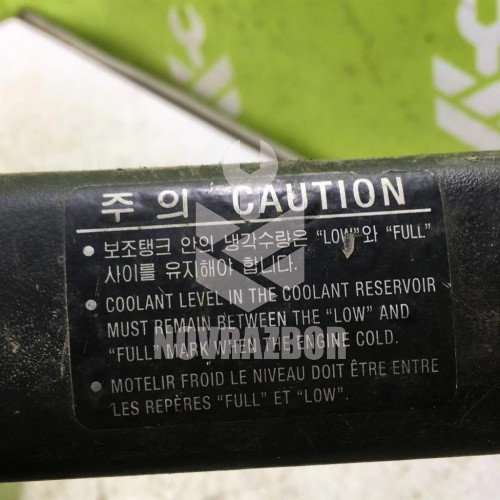 주의 CAUTION
• 보조탱크 안의 냉각수량은 "LOW"와 "FULL"
사이를 유지해야 합니다.
• COOLANT LEVEL IN THE COOLANT RESERVOIR
MUST REMAIN BETWEEN THE "LOW" AND
"FULL" MARK WHEN THE ENGINE COLD.
NOVRAZBOR
• MOTELIR FROID LE NIVEAU DOIT ÊTRE ENTRE
LES REPÈRES "FULL" ET "LOW".